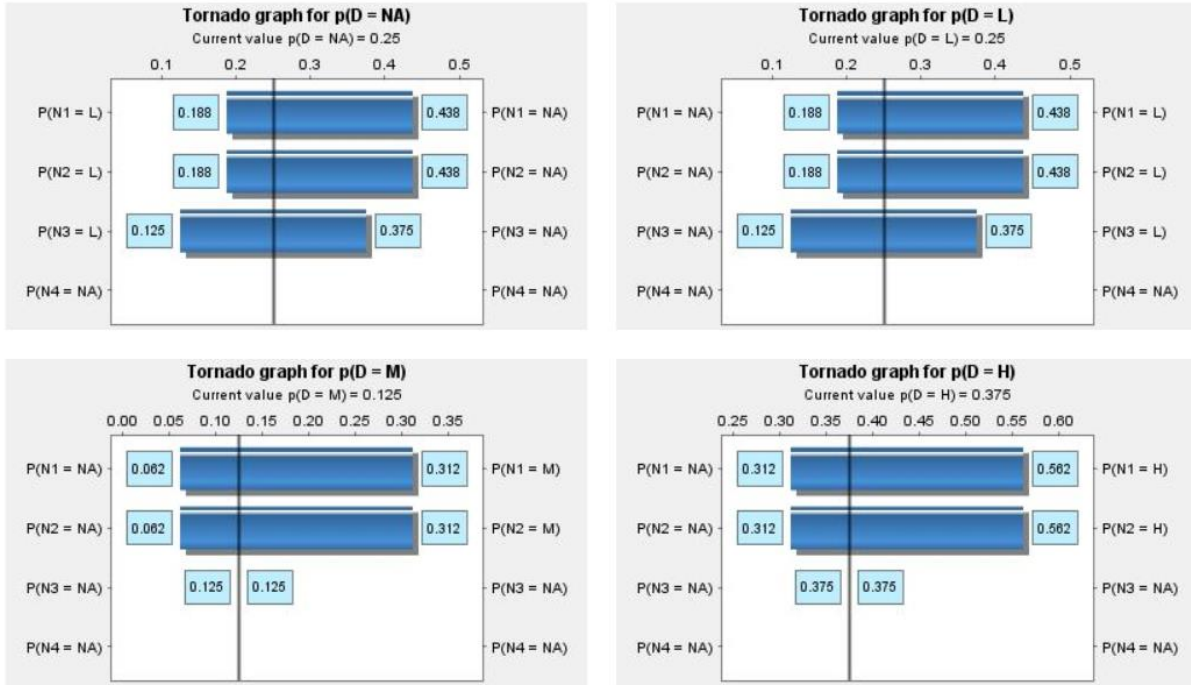 Tornado graph for p(D = NA)
Current value p(D = NA) = 0.25
0.1 0.2 0.3 0.4 0.5
P(N1 = L) 0.188 0.438 P(N1 = NA)
P(N2 = L) 0.188 0.438 P(N2 = NA)
P(N3 = L) 0.125 0.375 P(N3 = NA)
P(N4 = NA) P(N4 = NA)
Tornado graph for p(D = L)
Current value p(D = L) = 0.25
0.1 0.2 0.3 0.4 0.5
P(N1 = NA) 0.188 0.438 P(N1 = L)
P(N2 = NA) 0.188 0.438 P(N2 = L)
P(N3 = NA) 0.125 0.375 P(N3 = L)
P(N4 = NA) P(N4 = NA)
Tornado graph for p(D = M)
Current value p(D = M) = 0.125
0.00 0.05 0.10 0.15 0.20 0.25 0.30 0.35
P(N1 = NA) 0.062 0.312 P(N1 = M)
P(N2 = NA) 0.062 0.312 P(N2 = M)
P(N3 = NA) 0.125 0.125 P(N3 = NA)
P(N4 = NA) P(N4 = NA)
Tornado graph for p(D = H)
Current value p(D = H) = 0.375
0.25 0.30 0.35 0.40 0.45 0.50 0.55 0.60
P(N1 = NA) 0.312 0.562 P(N1 = H)
P(N2 = NA) 0.312 0.562 P(N2 = H)
P(N3 = NA) 0.375 0.375 P(N3 = NA)
P(N4 = NA) P(N4 = NA)